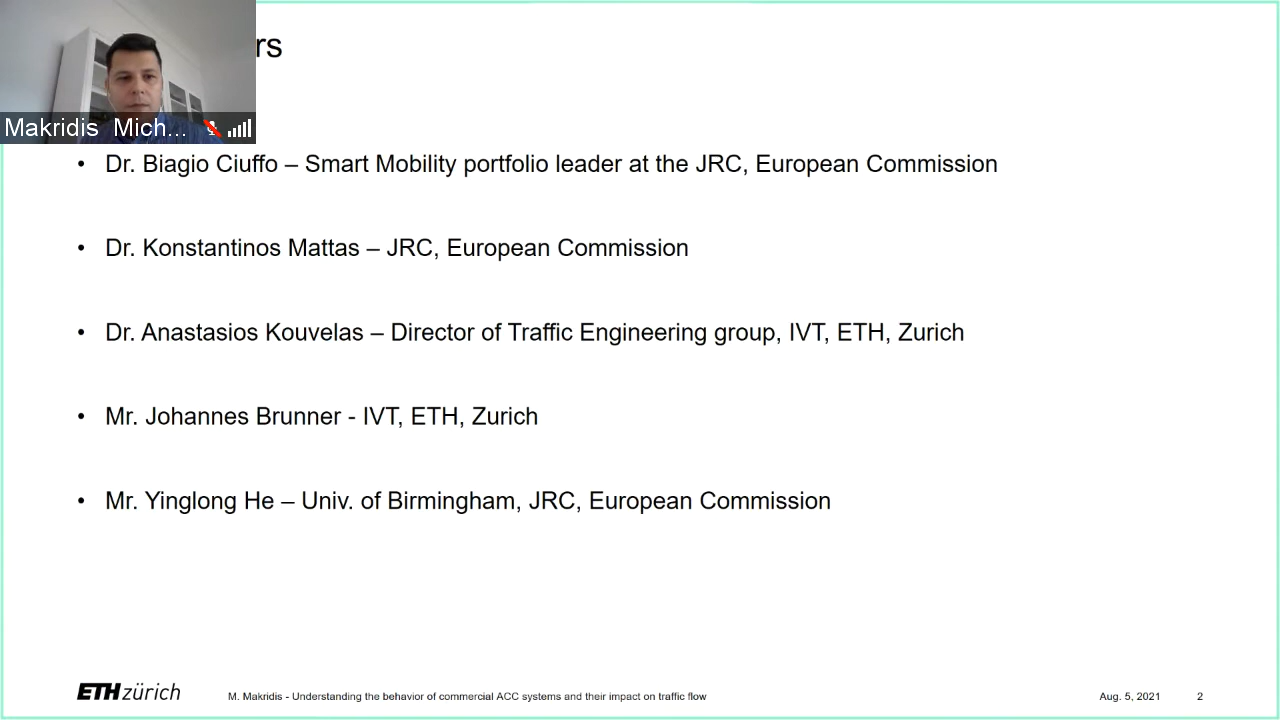 rs
Makridis Mich...
• Dr. Biagio Ciuffo – Smart Mobility portfolio leader at the JRC, European Commission
• Dr. Konstantinos Mattas – JRC, European Commission
• Dr. Anastasios Kouvelas – Director of Traffic Engineering group, IVT, ETH, Zurich
• Mr. Johannes Brunner - IVT, ETH, Zurich
• Mr. Yinglong He – Univ. of Birmingham, JRC, European Commission
ETH zürich M. Makridis - Understanding the behavior of commercial ACC systems and their impact on traffic flow Aug. 5, 2021 2